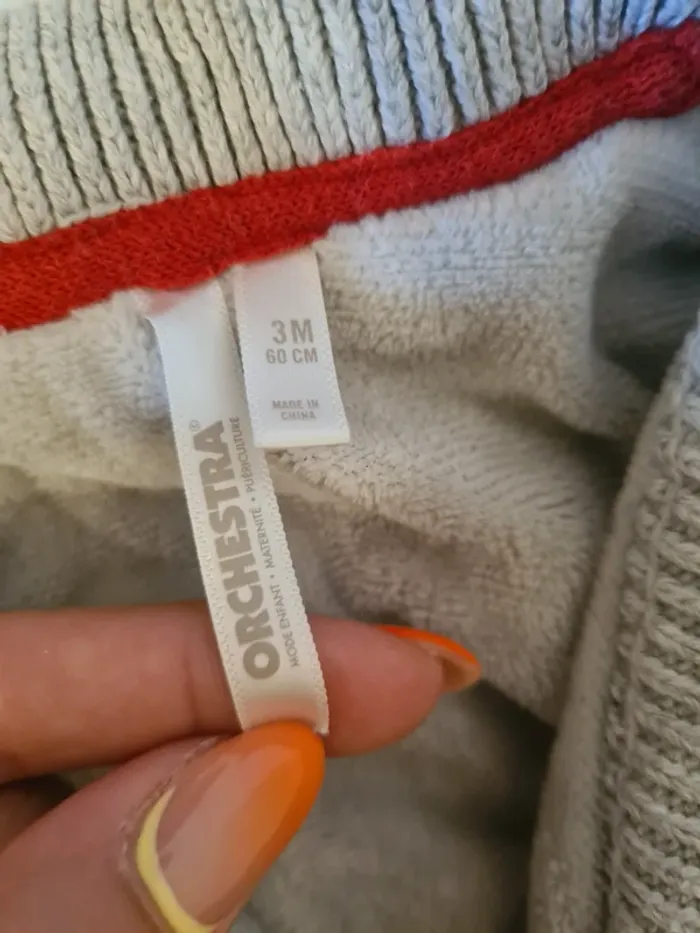 3M
60 CM
MADE IN
CHINA
ORCHESTRA®
MODE ENFANT • MATERNITÉ • PUÉRICULTURE